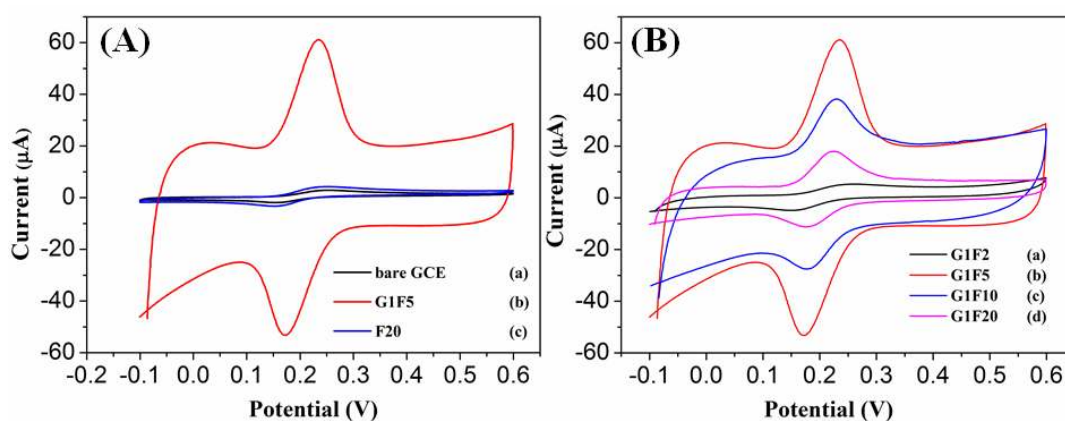 (A)
60
40
20
0
-20
-40
-60
Current (μA)
-0.2 -0.1 0.0 0.1 0.2 0.3 0.4 0.5 0.6
Potential (V)
bare GCE (a)
G1F5 (b)
F20 (c)
(B)
60
40
20
0
-20
-40
-60
Current (μA)
-0.1 0.0 0.1 0.2 0.3 0.4 0.5 0.6
Potential (V)
G1F2 (a)
G1F5 (b)
G1F10 (c)
G1F20 (d)